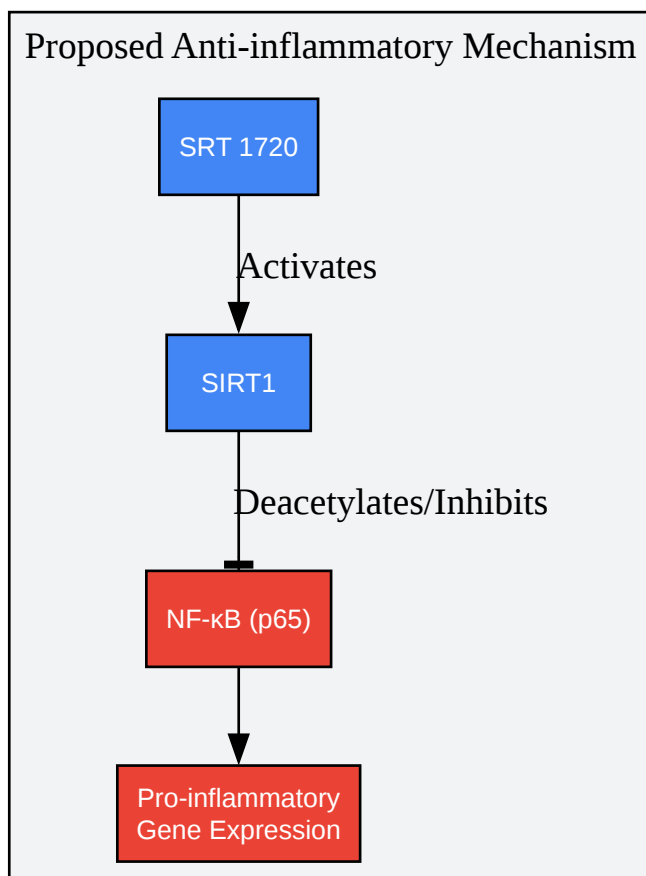 Proposed Anti-inflammatory Mechanism
SRT 1720
Activates
SIRT1
Deacetylates/Inhibits
NF-κB (p65)
Pro-inflammatory
Gene Expression